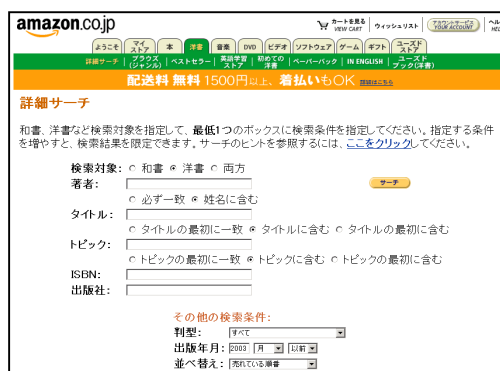 amazon.co.jp
カートを見る VIEW CART | ウィッシュリスト | アカウントサービス YOUR ACCOUNT
ようこそ マイストア 本 洋書 音楽 DVD ビデオ ソフトウェア ゲーム ギフト ユーズドストア
詳細サーチ | ブラウズ(ジャンル) | ベストセラー | 英語学習ストア | 初めての洋書 | ペーパーバック | IN ENGLISH | ユーズドブック(洋書)
配送料 無料 1500円以上、着払いもOK 詳細はこちら
詳細サーチ
和書、洋書など検索対象を指定して、最低1つのボックスに検索条件を指定してください。指定する条件
を増やすと、検索結果を限定できます。サーチのヒントを参照するには、ここをクリックしてください。
検索対象: 和書 洋書 両方
著者: サーチ
必ず一致 姓名に含む
タイトル:
タイトルの最初に一致 タイトルに含む タイトルの最初に含む
トピック:
トピックの最初に一致 トピックに含む トピックの最初に含む
ISBN:
出版社:
その他の検索条件:
判型: すべて
出版年月: 2003 月 以前
並べ替え: 売れている順番